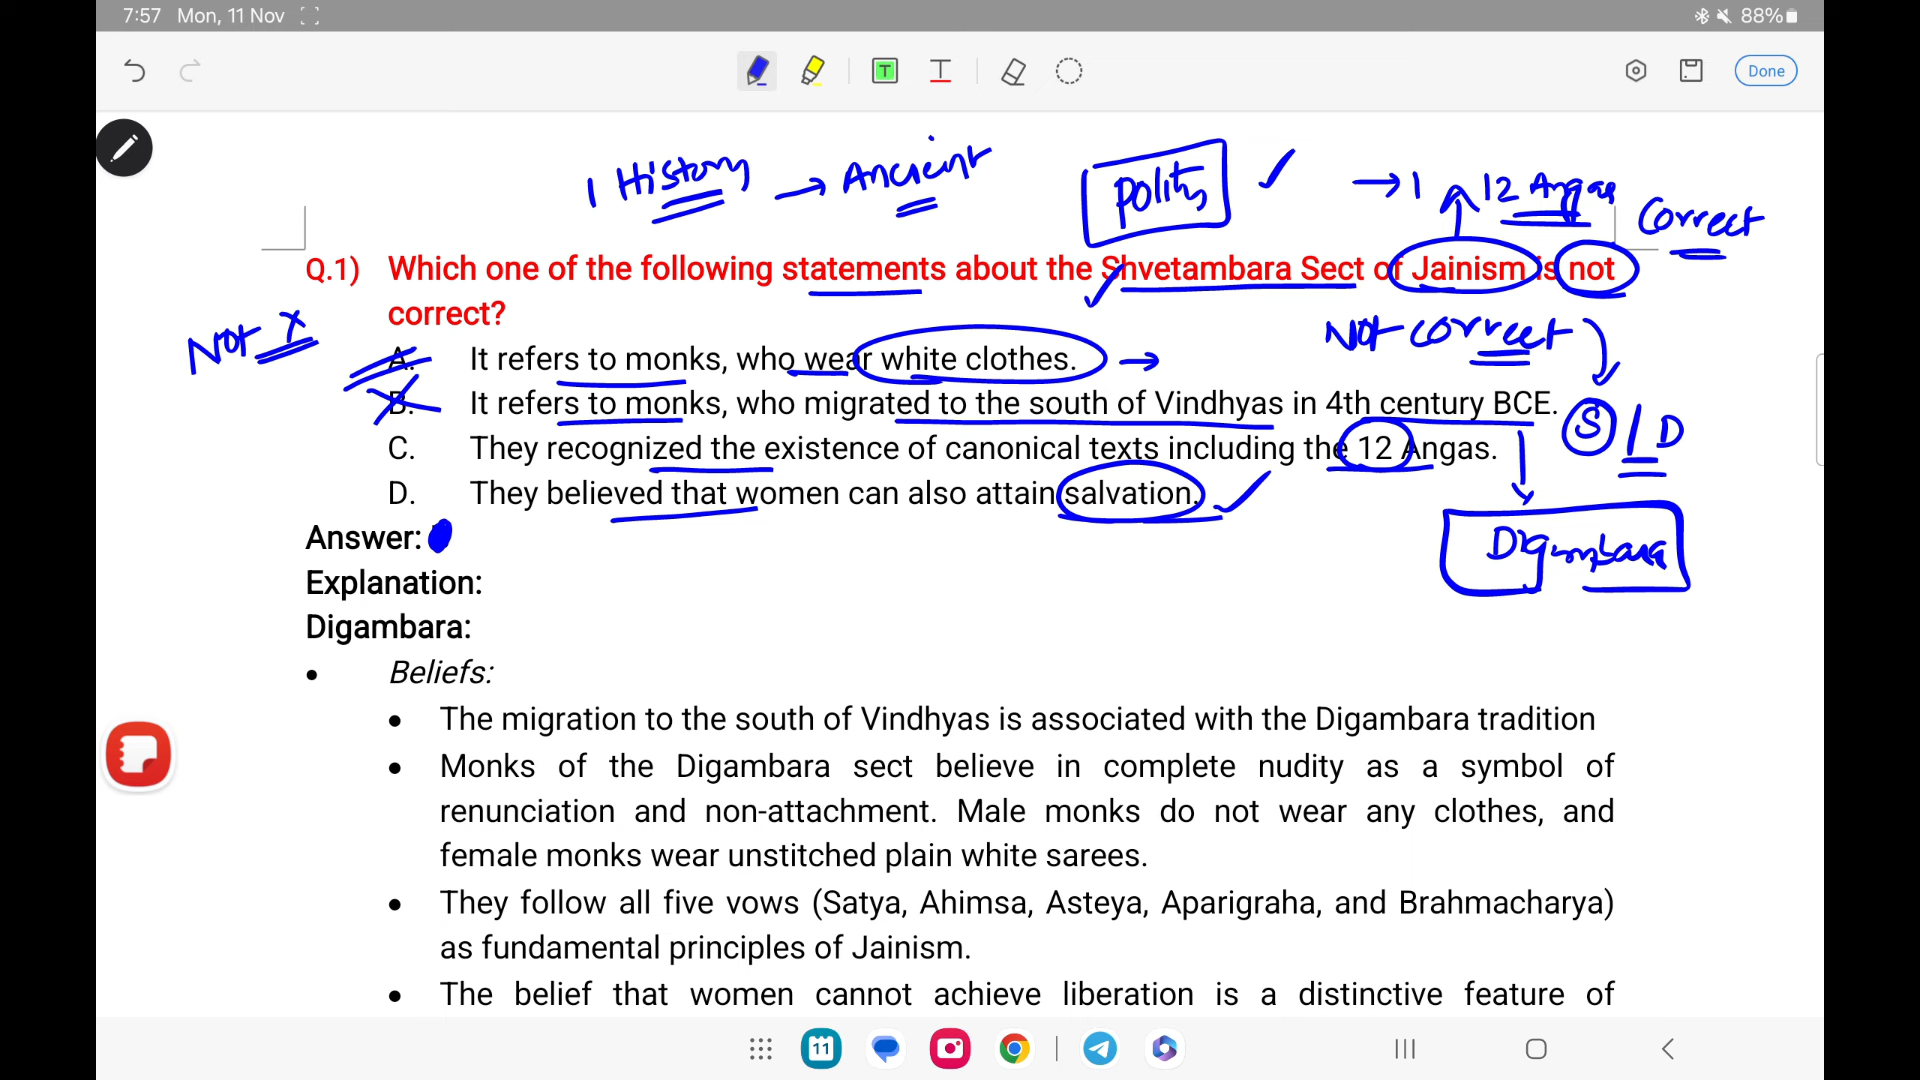 7:57 Mon, 11 Nov 88%
Done
1 History → Ancient Polity ✓ → 1 12 Angas
Correct
Q.1) Which one of the following statements about the Shvetambara Sect of Jainism is not
correct?
Not X
Not correct
A. It refers to monks, who wear white clothes. →
B. It refers to monks, who migrated to the south of Vindhyas in 4th century BCE.
S / D
C. They recognized the existence of canonical texts including the 12 Angas.
D. They believed that women can also attain salvation.
Digambara
Answer:
Explanation:
Digambara:
• Beliefs:
• The migration to the south of Vindhyas is associated with the Digambara tradition
• Monks of the Digambara sect believe in complete nudity as a symbol of
renunciation and non-attachment. Male monks do not wear any clothes, and
female monks wear unstitched plain white sarees.
• They follow all five vows (Satya, Ahimsa, Asteya, Aparigraha, and Brahmacharya)
as fundamental principles of Jainism.
• The belief that women cannot achieve liberation is a distinctive feature of
11